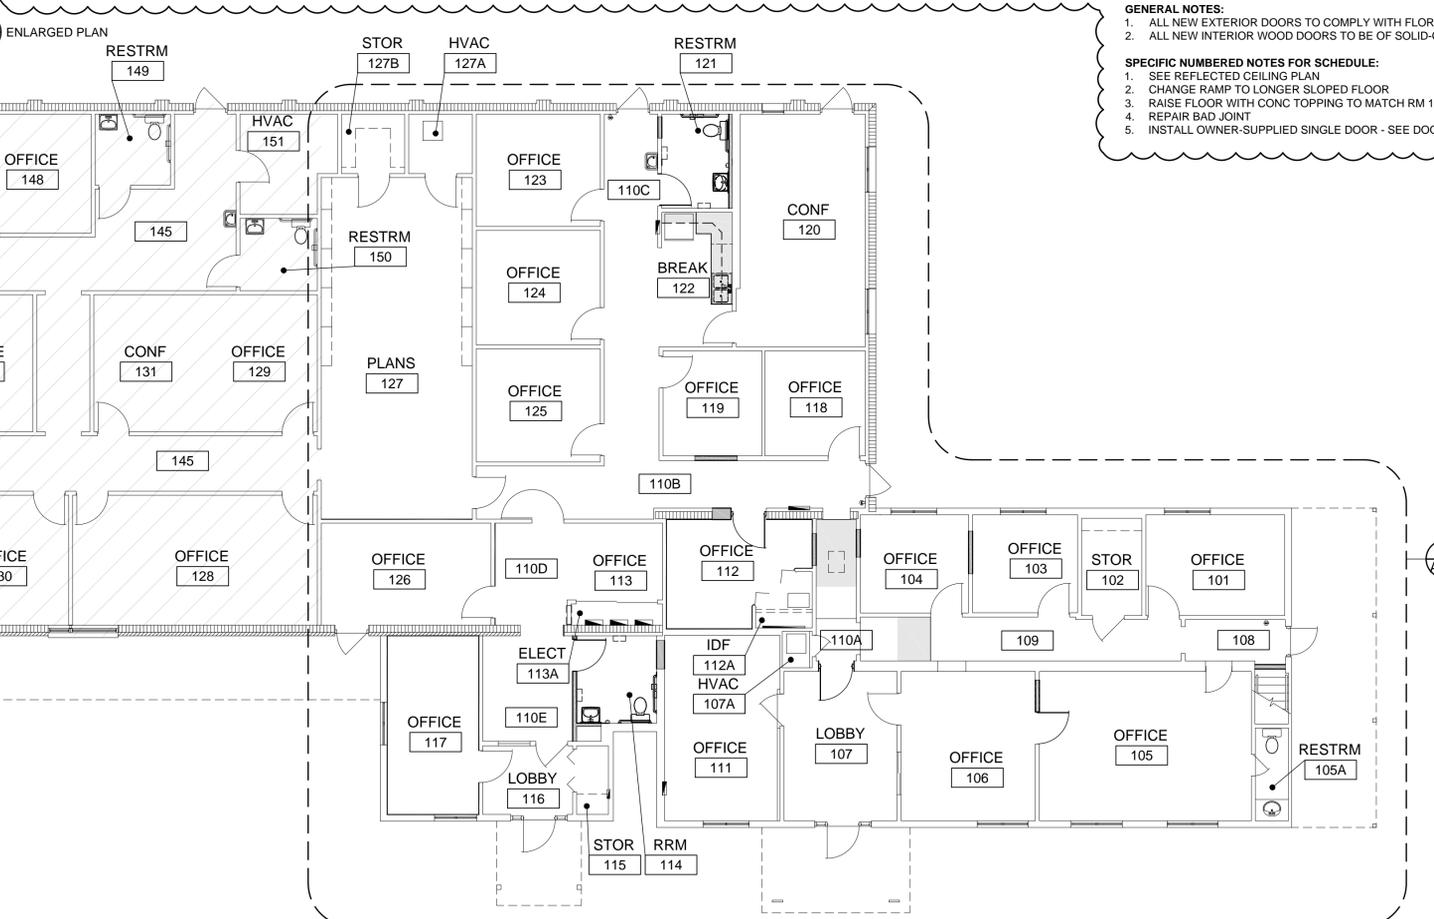 ENLARGED PLAN
GENERAL NOTES:
1. ALL NEW EXTERIOR DOORS TO COMPLY WITH FLOR
2. ALL NEW INTERIOR WOOD DOORS TO BE OF SOLID-
SPECIFIC NUMBERED NOTES FOR SCHEDULE:
1. SEE REFLECTED CEILING PLAN
2. CHANGE RAMP TO LONGER SLOPED FLOOR
3. RAISE FLOOR WITH CONC TOPPING TO MATCH RM 1
4. REPAIR BAD JOINT
5. INSTALL OWNER-SUPPLIED SINGLE DOOR - SEE DOO
RESTRM
149
STOR
127B
HVAC
127A
RESTRM
121
OFFICE
148
HVAC
151
OFFICE
123
110C
145
RESTRM
150
CONF
120
OFFICE
124
BREAK
122
CONF
131
OFFICE
129
PLANS
127
OFFICE
125
OFFICE
119
OFFICE
118
145
110B
FICE
30
OFFICE
128
OFFICE
126
110D
OFFICE
113
OFFICE
112
OFFICE
104
OFFICE
103
STOR
102
OFFICE
101
110A
109
108
ELECT
113A
IDF
112A
HVAC
107A
OFFICE
117
110E
OFFICE
111
LOBBY
107
OFFICE
106
OFFICE
105
RESTRM
105A
LOBBY
116
STOR
115
RRM
114